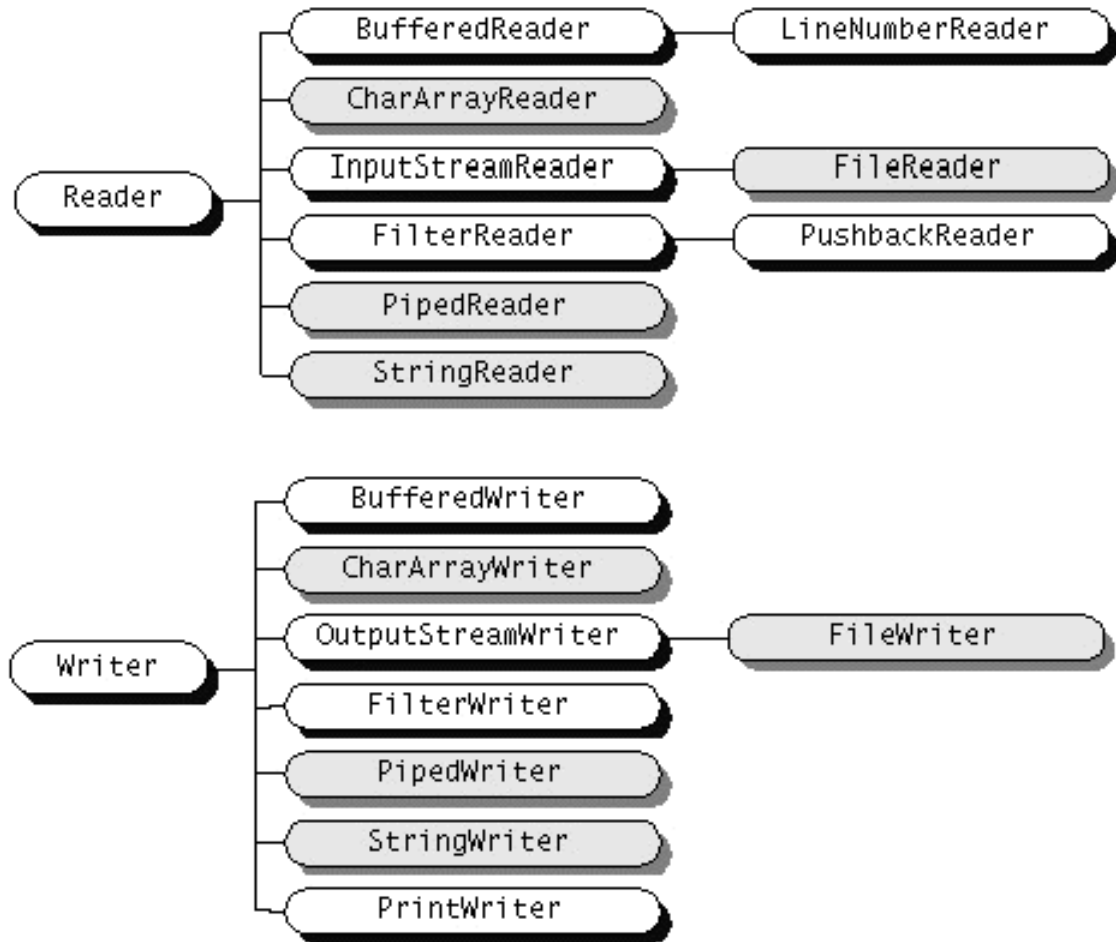 BufferedReader
LineNumberReader
CharArrayReader
InputStreamReader
FileReader
Reader
FilterReader
PushbackReader
PipedReader
StringReader
BufferedWriter
CharArrayWriter
OutputStreamWriter
FileWriter
Writer
FilterWriter
PipedWriter
StringWriter
PrintWriter